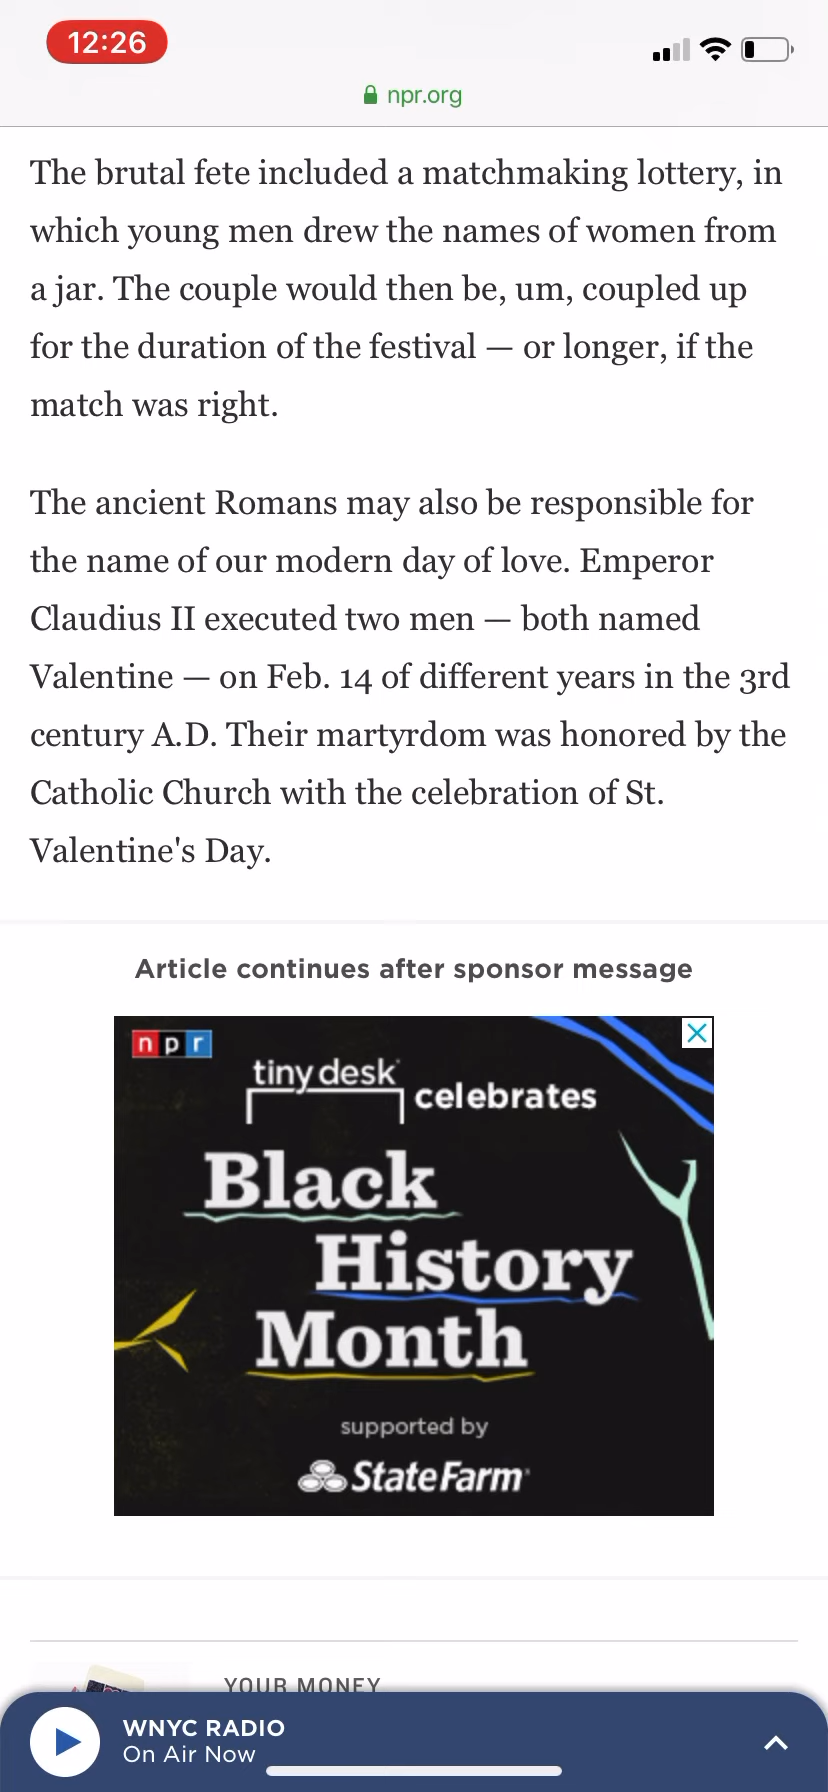 12:26
npr.org
The brutal fete included a matchmaking lottery, in
which young men drew the names of women from
a jar. The couple would then be, um, coupled up
for the duration of the festival — or longer, if the
match was right.
The ancient Romans may also be responsible for
the name of our modern day of love. Emperor
Claudius II executed two men — both named
Valentine — on Feb. 14 of different years in the 3rd
century A.D. Their martyrdom was honored by the
Catholic Church with the celebration of St.
Valentine's Day.
Article continues after sponsor message
npr
tiny desk
celebrates
Black
History
Month
supported by
StateFarm
YOUR MONEY
WNYC RADIO
On Air Now